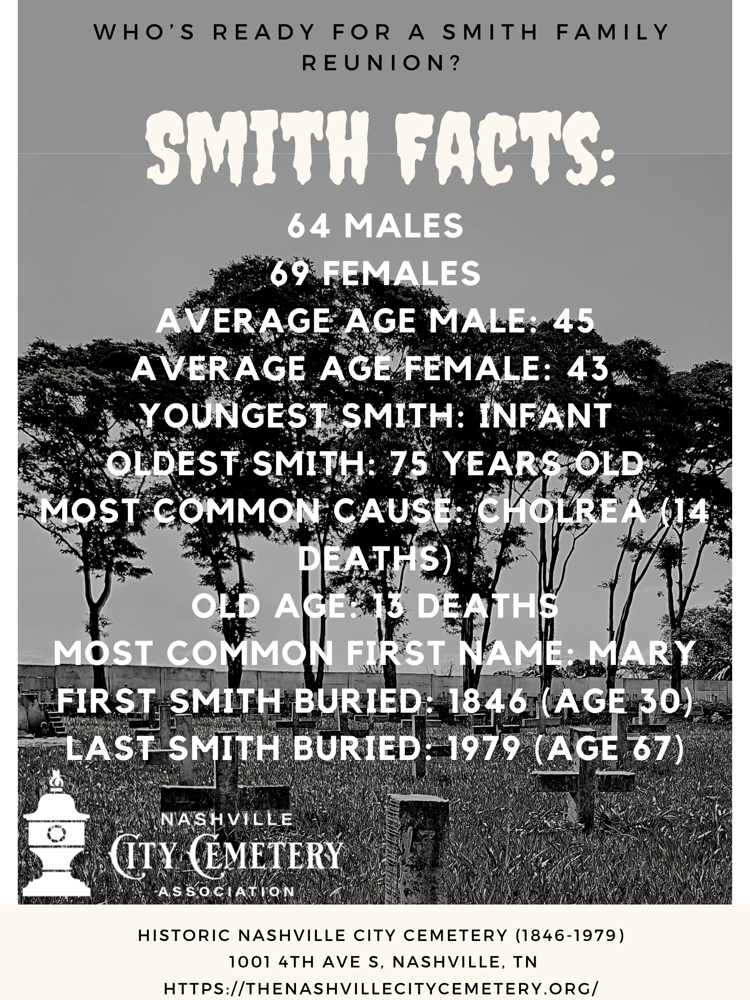 WHO'S READY FOR A SMITH FAMILY
REUNION?
SMITH FACTS:
64 MALES
69 FEMALES
AVERAGE AGE MALE: 45
AVERAGE AGE FEMALE: 43
YOUNGEST SMITH: INFANT
OLDEST SMITH: 75 YEARS OLD
MOST COMMON CAUSE: CHOLREA (14
DEATHS)
OLD AGE: 13 DEATHS
MOST COMMON FIRST NAME: MARY
FIRST SMITH BURIED: 1846 (AGE 30)
LAST SMITH BURIED: 1979 (AGE 67)
NASHVILLE
CITY CEMETERY
ASSOCIATION
HISTORIC NASHVILLE CITY CEMETERY (1846-1979)
1001 4TH AVE S, NASHVILLE, TN
HTTPS://THENASHVILLECITYCEMETERY.ORG/